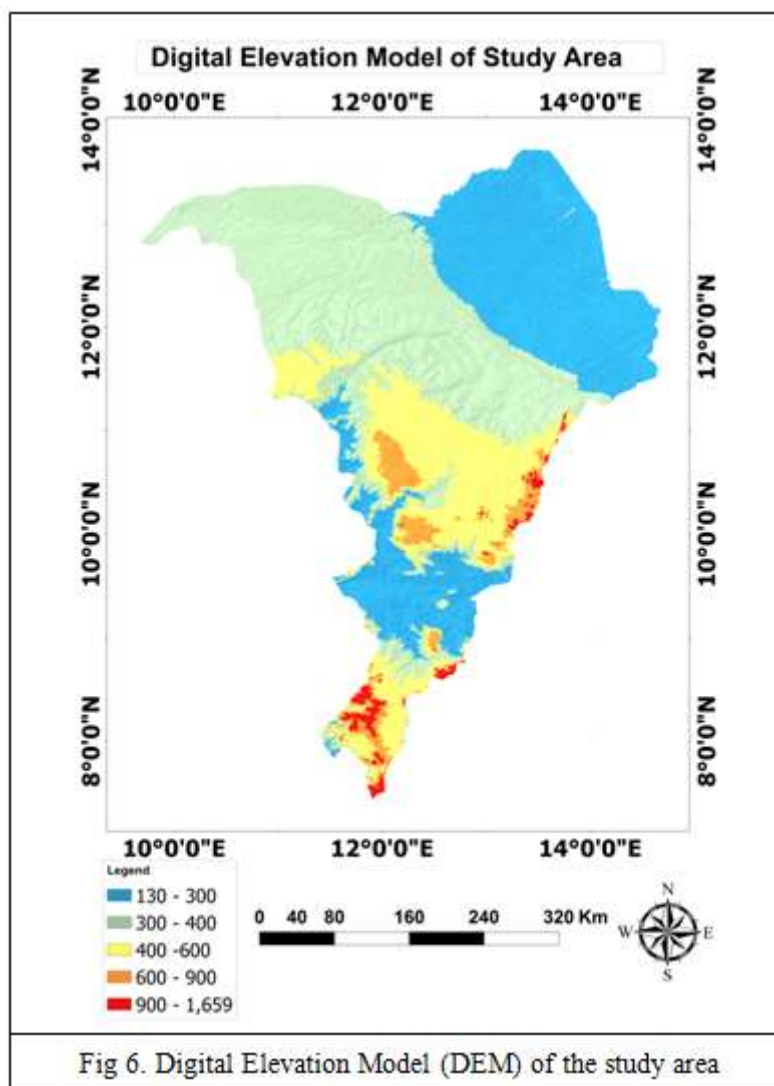 Digital Elevation Model of Study Area
10°0'0"E 12°0'0"E 14°0'0"E
14°0'0"N 14°0'0"N
12°0'0"N 12°0'0"N
10°0'0"N 10°0'0"N
8°0'0"N 8°0'0"N
10°0'0"E 12°0'0"E 14°0'0"E
Legend
130 - 300
300 - 400
400 -600
600 - 900
900 - 1,659
0 40 80 160 240 320 Km
N
W E
S
Fig 6. Digital Elevation Model (DEM) of the study area